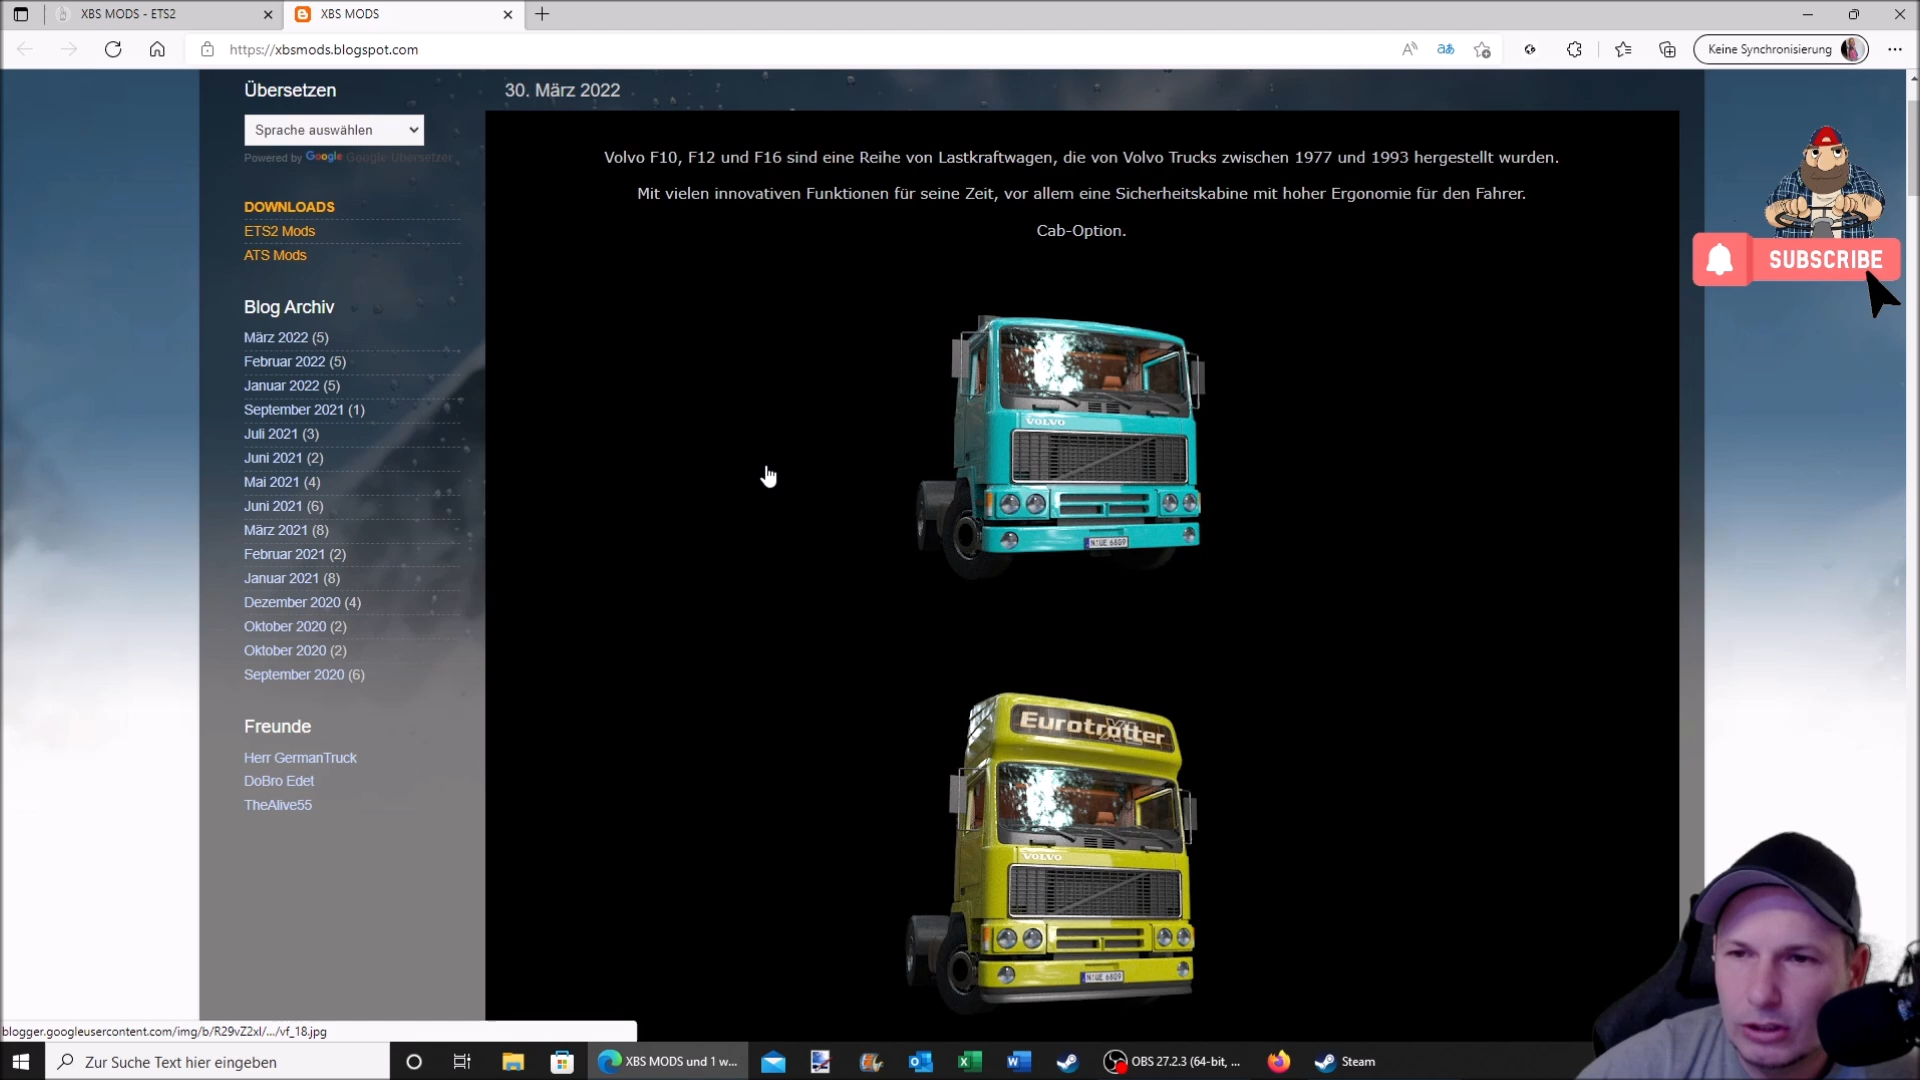 XBS MODS - ETS2
XBS MODS
https://xbsmods.blogspot.com
Keine Synchronisierung
Übersetzen
Sprache auswählen
Powered by Google Google Übersetzer
DOWNLOADS
ETS2 Mods
ATS Mods
Blog Archiv
März 2022 (5)
Februar 2022 (5)
Januar 2022 (5)
September 2021 (1)
Juli 2021 (3)
Juni 2021 (2)
Mai 2021 (4)
Juni 2021 (6)
März 2021 (8)
Februar 2021 (2)
Januar 2021 (8)
Dezember 2020 (4)
Oktober 2020 (2)
Oktober 2020 (2)
September 2020 (6)
Freunde
Herr GermanTruck
DoBro Edet
TheAlive55
30. März 2022
Volvo F10, F12 und F16 sind eine Reihe von Lastkraftwagen, die von Volvo Trucks zwischen 1977 und 1993 hergestellt wurden.
Mit vielen innovativen Funktionen für seine Zeit, vor allem eine Sicherheitskabine mit hoher Ergonomie für den Fahrer.
Cab-Option.
VOLVO
N UE 6809
Eurotrotter
XL
VOLVO
N UE 6809
SUBSCRIBE
blogger.googleusercontent.com/img/b/R29vZ2xl/.../vf_18.jpg
Zur Suche Text hier eingeben
XBS MODS und 1 w...
OBS 27.2.3 (64-bit, ...
Steam